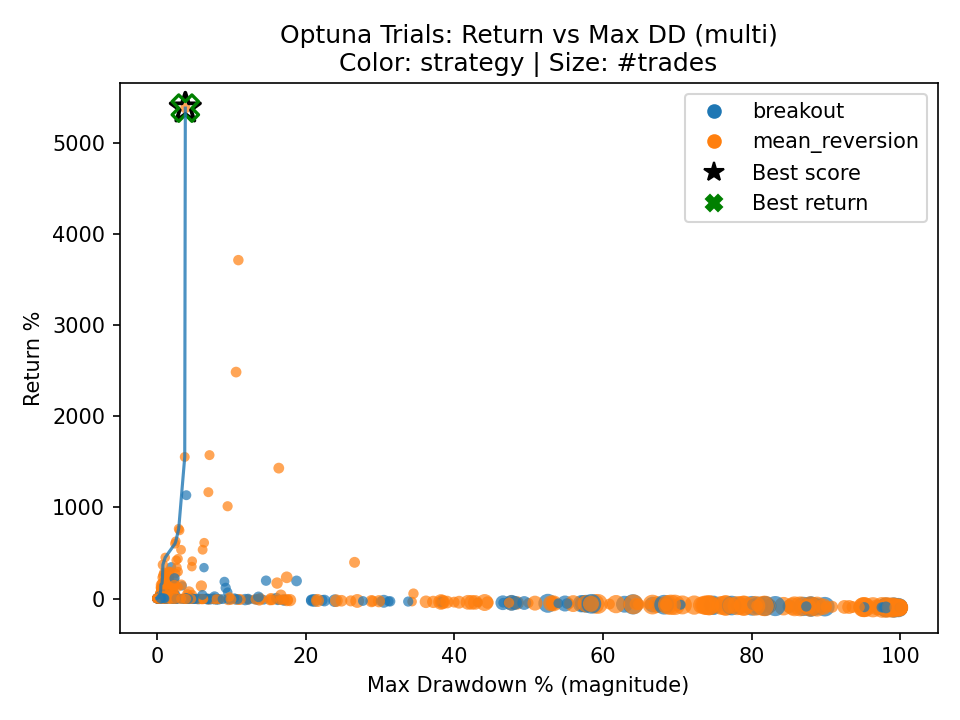 Optuna Trials: Return vs Max DD (multi)
Color: strategy | Size: #trades
breakout
mean_reversion
Best score
Best return
Return %
5000
4000
3000
2000
1000
0
0
20
40
60
80
100
Max Drawdown % (magnitude)